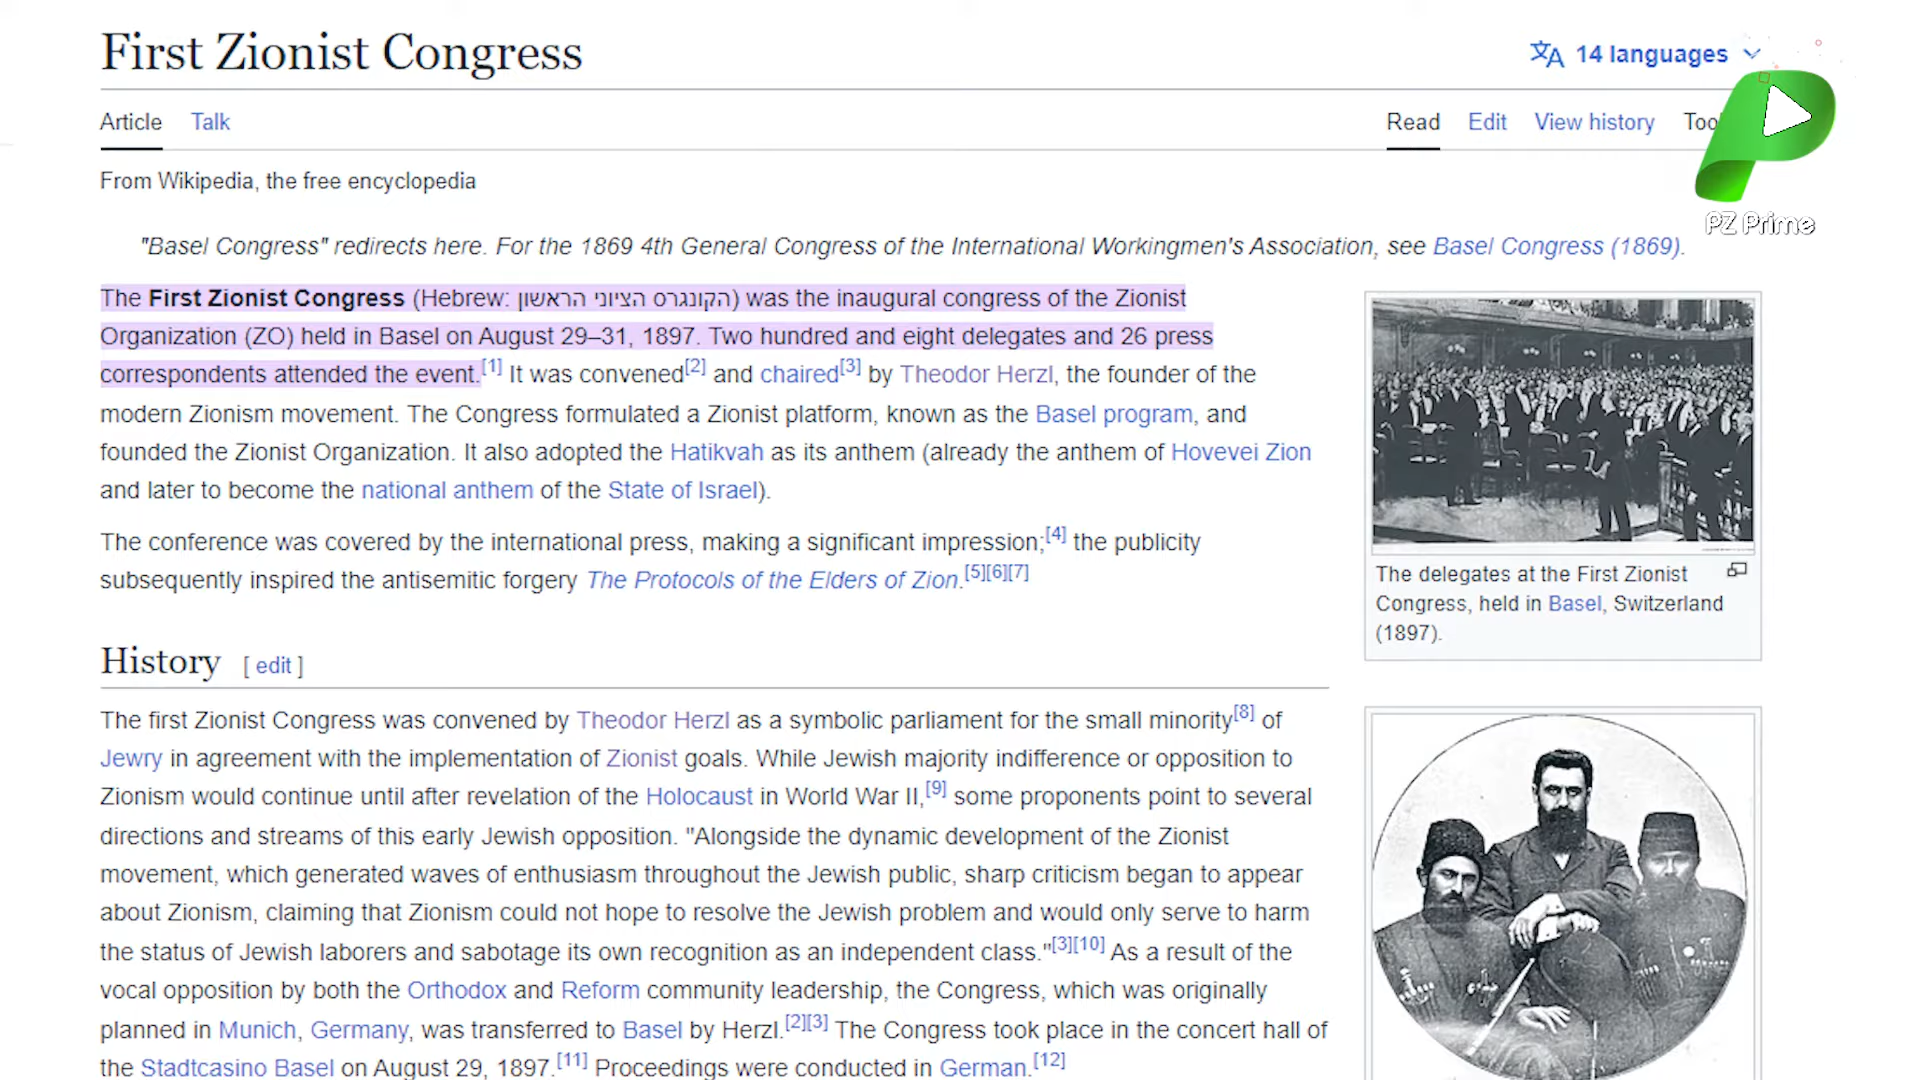 First Zionist Congress
14 languages
Article Talk
Read Edit View history Too
PZ Prime
From Wikipedia, the free encyclopedia
"Basel Congress" redirects here. For the 1869 4th General Congress of the International Workingmen's Association, see Basel Congress (1869).
The First Zionist Congress (Hebrew: הקונגרס הציוני הראשון) was the inaugural congress of the Zionist
Organization (ZO) held in Basel on August 29–31, 1897. Two hundred and eight delegates and 26 press
correspondents attended the event.[1] It was convened[2] and chaired[3] by Theodor Herzl, the founder of the
modern Zionism movement. The Congress formulated a Zionist platform, known as the Basel program, and
founded the Zionist Organization. It also adopted the Hatikvah as its anthem (already the anthem of Hovevei Zion
and later to become the national anthem of the State of Israel).
The conference was covered by the international press, making a significant impression;[4] the publicity
subsequently inspired the antisemitic forgery The Protocols of the Elders of Zion.[5][6][7]
The delegates at the First Zionist
Congress, held in Basel, Switzerland
(1897).
History [ edit ]
The first Zionist Congress was convened by Theodor Herzl as a symbolic parliament for the small minority[8] of
Jewry in agreement with the implementation of Zionist goals. While Jewish majority indifference or opposition to
Zionism would continue until after revelation of the Holocaust in World War II,[9] some proponents point to several
directions and streams of this early Jewish opposition. "Alongside the dynamic development of the Zionist
movement, which generated waves of enthusiasm throughout the Jewish public, sharp criticism began to appear
about Zionism, claiming that Zionism could not hope to resolve the Jewish problem and would only serve to harm
the status of Jewish laborers and sabotage its own recognition as an independent class."[3][10] As a result of the
vocal opposition by both the Orthodox and Reform community leadership, the Congress, which was originally
planned in Munich, Germany, was transferred to Basel by Herzl.[2][3] The Congress took place in the concert hall of
the Stadtcasino Basel on August 29, 1897.[11] Proceedings were conducted in German.[12]